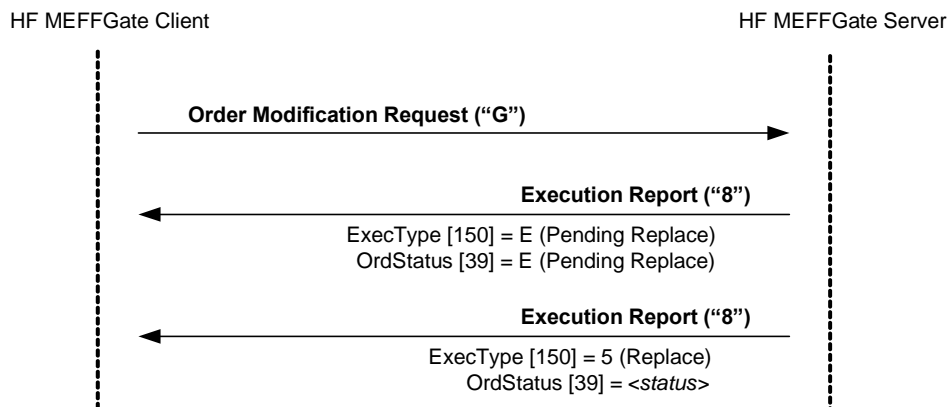 HF MEFFGate Client
HF MEFFGate Server
Order Modification Request (“G”)
Execution Report (“8”)
ExecType [150] = E (Pending Replace)
OrdStatus [39] = E (Pending Replace)
Execution Report (“8”)
ExecType [150] = 5 (Replace)
OrdStatus [39] = <status>